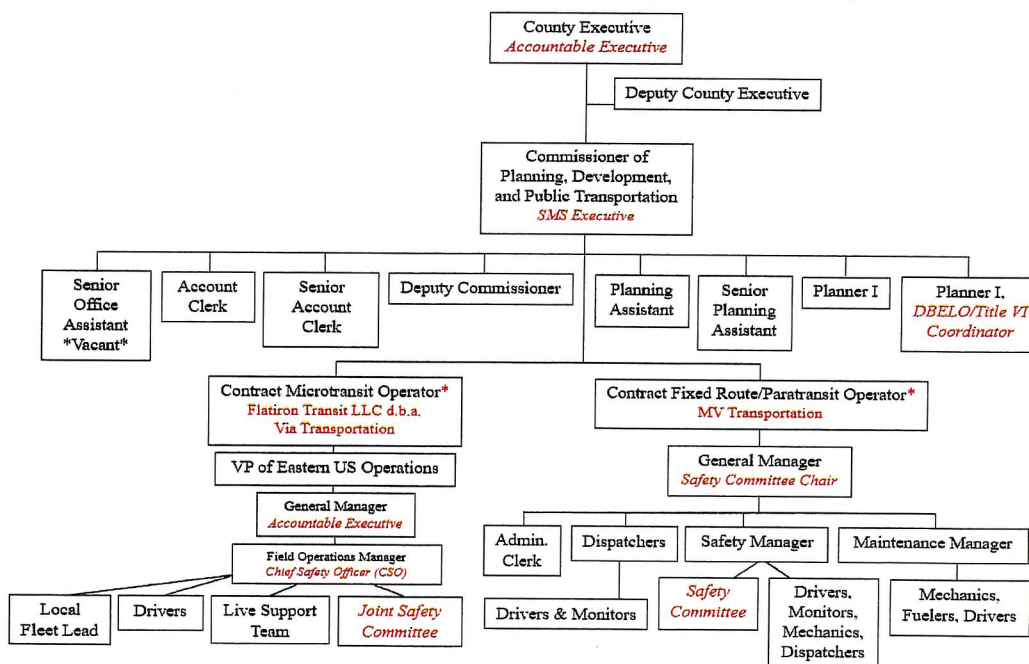 County Executive
Accountable Executive
Deputy County Executive
Commissioner of
Planning, Development,
and Public Transportation
SMS Executive
Senior
Office
Assistant
*Vacant*
Account
Clerk
Senior
Account
Clerk
Deputy Commissioner
Planning
Assistant
Senior
Planning
Assistant
Planner I
Planner I,
DBELO/Title VI
Coordinator
Contract Microtransit Operator*
Flatiron Transit LLC d.b.a.
Via Transportation
Contract Fixed Route/Paratransit Operator*
MV Transportation
VP of Eastern US Operations
General Manager
Safety Committee Chair
General Manager
Accountable Executive
Field Operations Manager
Chief Safety Officer (CSO)
Admin.
Clerk
Dispatchers
Safety Manager
Maintenance Manager
Local
Fleet Lead
Drivers
Live Support
Team
Joint Safety
Committee
Drivers & Monitors
Safety
Committee
Drivers,
Monitors,
Mechanics,
Dispatchers
Mechanics,
Fuelers, Drivers